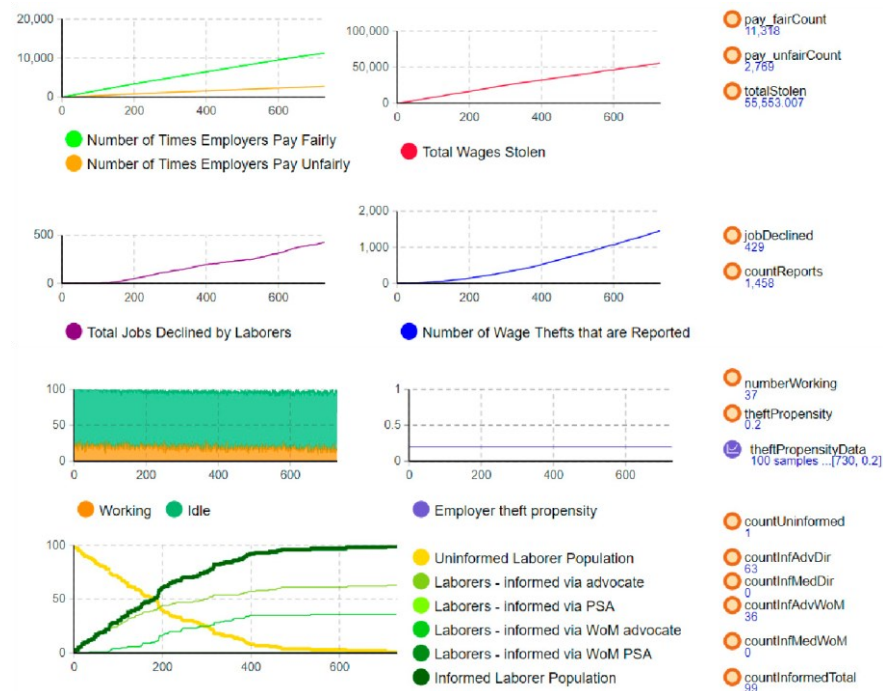 20,000
10,000
0
0
200
400
600
Number of Times Employers Pay Fairly
Number of Times Employers Pay Unfairly
100,000
50,000
0
0
200
400
600
Total Wages Stolen
pay_fairCount
11,318
pay_unfairCount
2,769
totalStolen
55,553.007
500
0
0
200
400
600
Total Jobs Declined by Laborers
2,000
1,000
0
0
200
400
600
Number of Wage Thefts that are Reported
jobDeclined
429
countReports
1,458
100
50
0
0
200
400
600
Working
Idle
1
0.5
0
0
200
400
600
Employer theft propensity
numberWorking
37
theftPropensity
0.2
theftPropensityData
100 samples ...[730, 0.2]
100
50
0
0
200
400
600
Uninformed Laborer Population
Laborers - informed via advocate
Laborers - informed via PSA
Laborers - informed via WoM advocate
Laborers - informed via WoM PSA
Informed Laborer Population
countUninformed
1
countInfAdvDir
63
countInfMedDir
0
countInfAdvWoM
36
countInfMedWoM
0
countInformedTotal
99